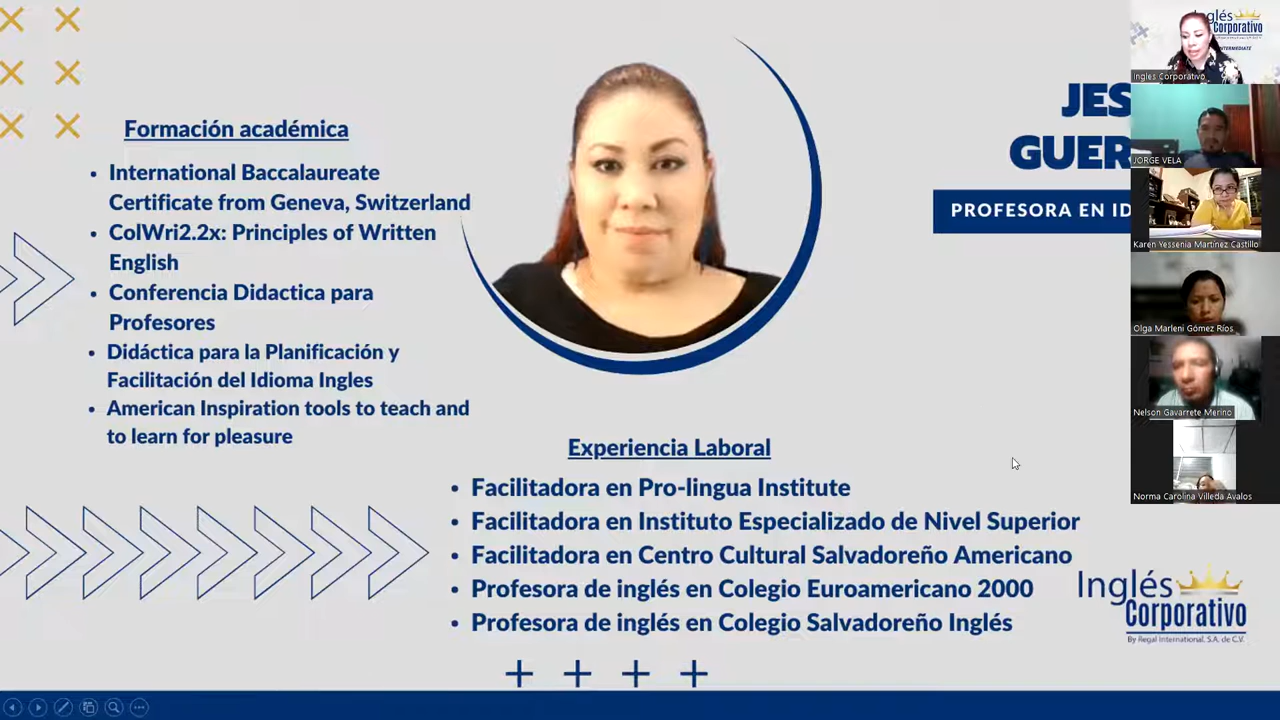 Formación académica
International Baccalaureate
Certificate from Geneva, Switzerland
ColWri2.2x: Principles of Written
English
Conferencia Didactica para
Profesores
Didáctica para la Planificación y
Facilitación del Idioma Ingles
American Inspiration tools to teach and
to learn for pleasure
JES
GUER
PROFESORA EN ID
Experiencia Laboral
Facilitadora en Pro-lingua Institute
Facilitadora en Instituto Especializado de Nivel Superior
Facilitadora en Centro Cultural Salvadoreño Americano
Profesora de inglés en Colegio Euroamericano 2000
Profesora de inglés en Colegio Salvadoreño Inglés
Inglés
Corporativo
By Regal International, S.A. de C.V.
Inglés
Corporativo
INTERMEDIATE
Ingles Corporativo
JORGE VELA
Karen Yessenia Martínez Castillo
Olga Marleni Gómez Ríos
Nelson Gavarrete Merino
Norma Carolina Villeda Avalos